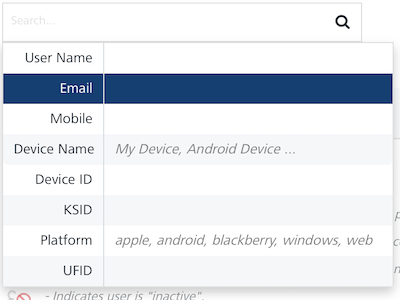 Search...
User Name
Email
Mobile
Device Name My Device, Android Device ...
Device ID
KSID
Platform apple, android, blackberry, windows, web
UFID
- Indicates user is "inactive".